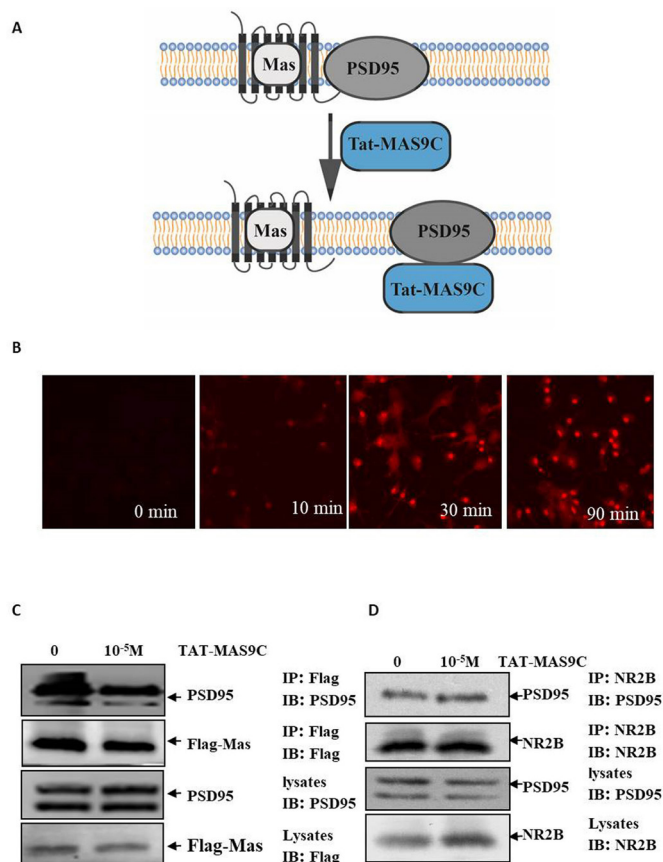 A
Mas
PSD95
Tat-MAS9C
Mas
PSD95
Tat-MAS9C
B
0 min
10 min
30 min
90 min
C
0 10⁻⁵M TAT-MAS9C
PSD95
IP: Flag
IB: PSD95
Flag-Mas
IP: Flag
IB: Flag
PSD95
lysates
IB: PSD95
Flag-Mas
Lysates
IB: Flag
D
0 10⁻⁵M TAT-MAS9C
PSD95
IP: NR2B
IB: PSD95
NR2B
IP: NR2B
IB: NR2B
PSD95
lysates
IB: PSD95
NR2B
Lysates
IB: NR2B